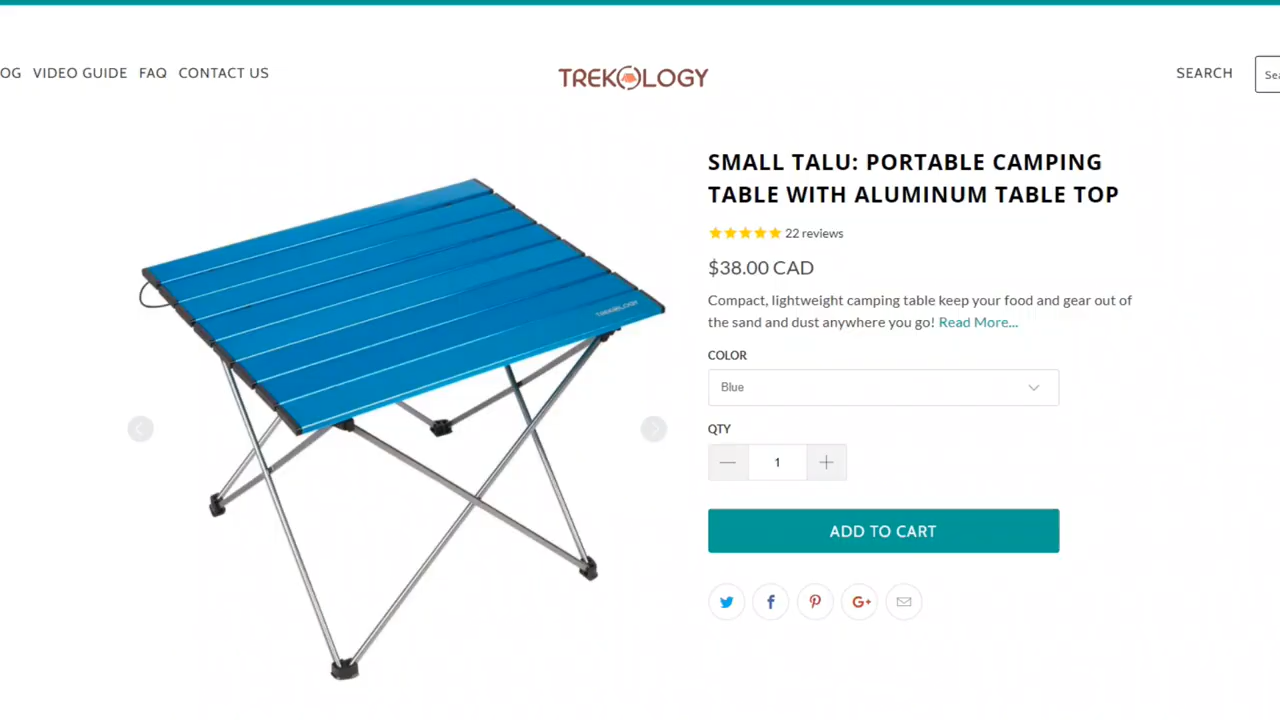 OG VIDEO GUIDE FAQ CONTACT US
TREKOLOGY
SEARCH
Sea
SMALL TALU: PORTABLE CAMPING
TABLE WITH ALUMINUM TABLE TOP
22 reviews
$38.00 CAD
Compact, lightweight camping table keep your food and gear out of
the sand and dust anywhere you go! Read More...
COLOR
Blue
QTY
1
ADD TO CART
G+
TREKOLOGY